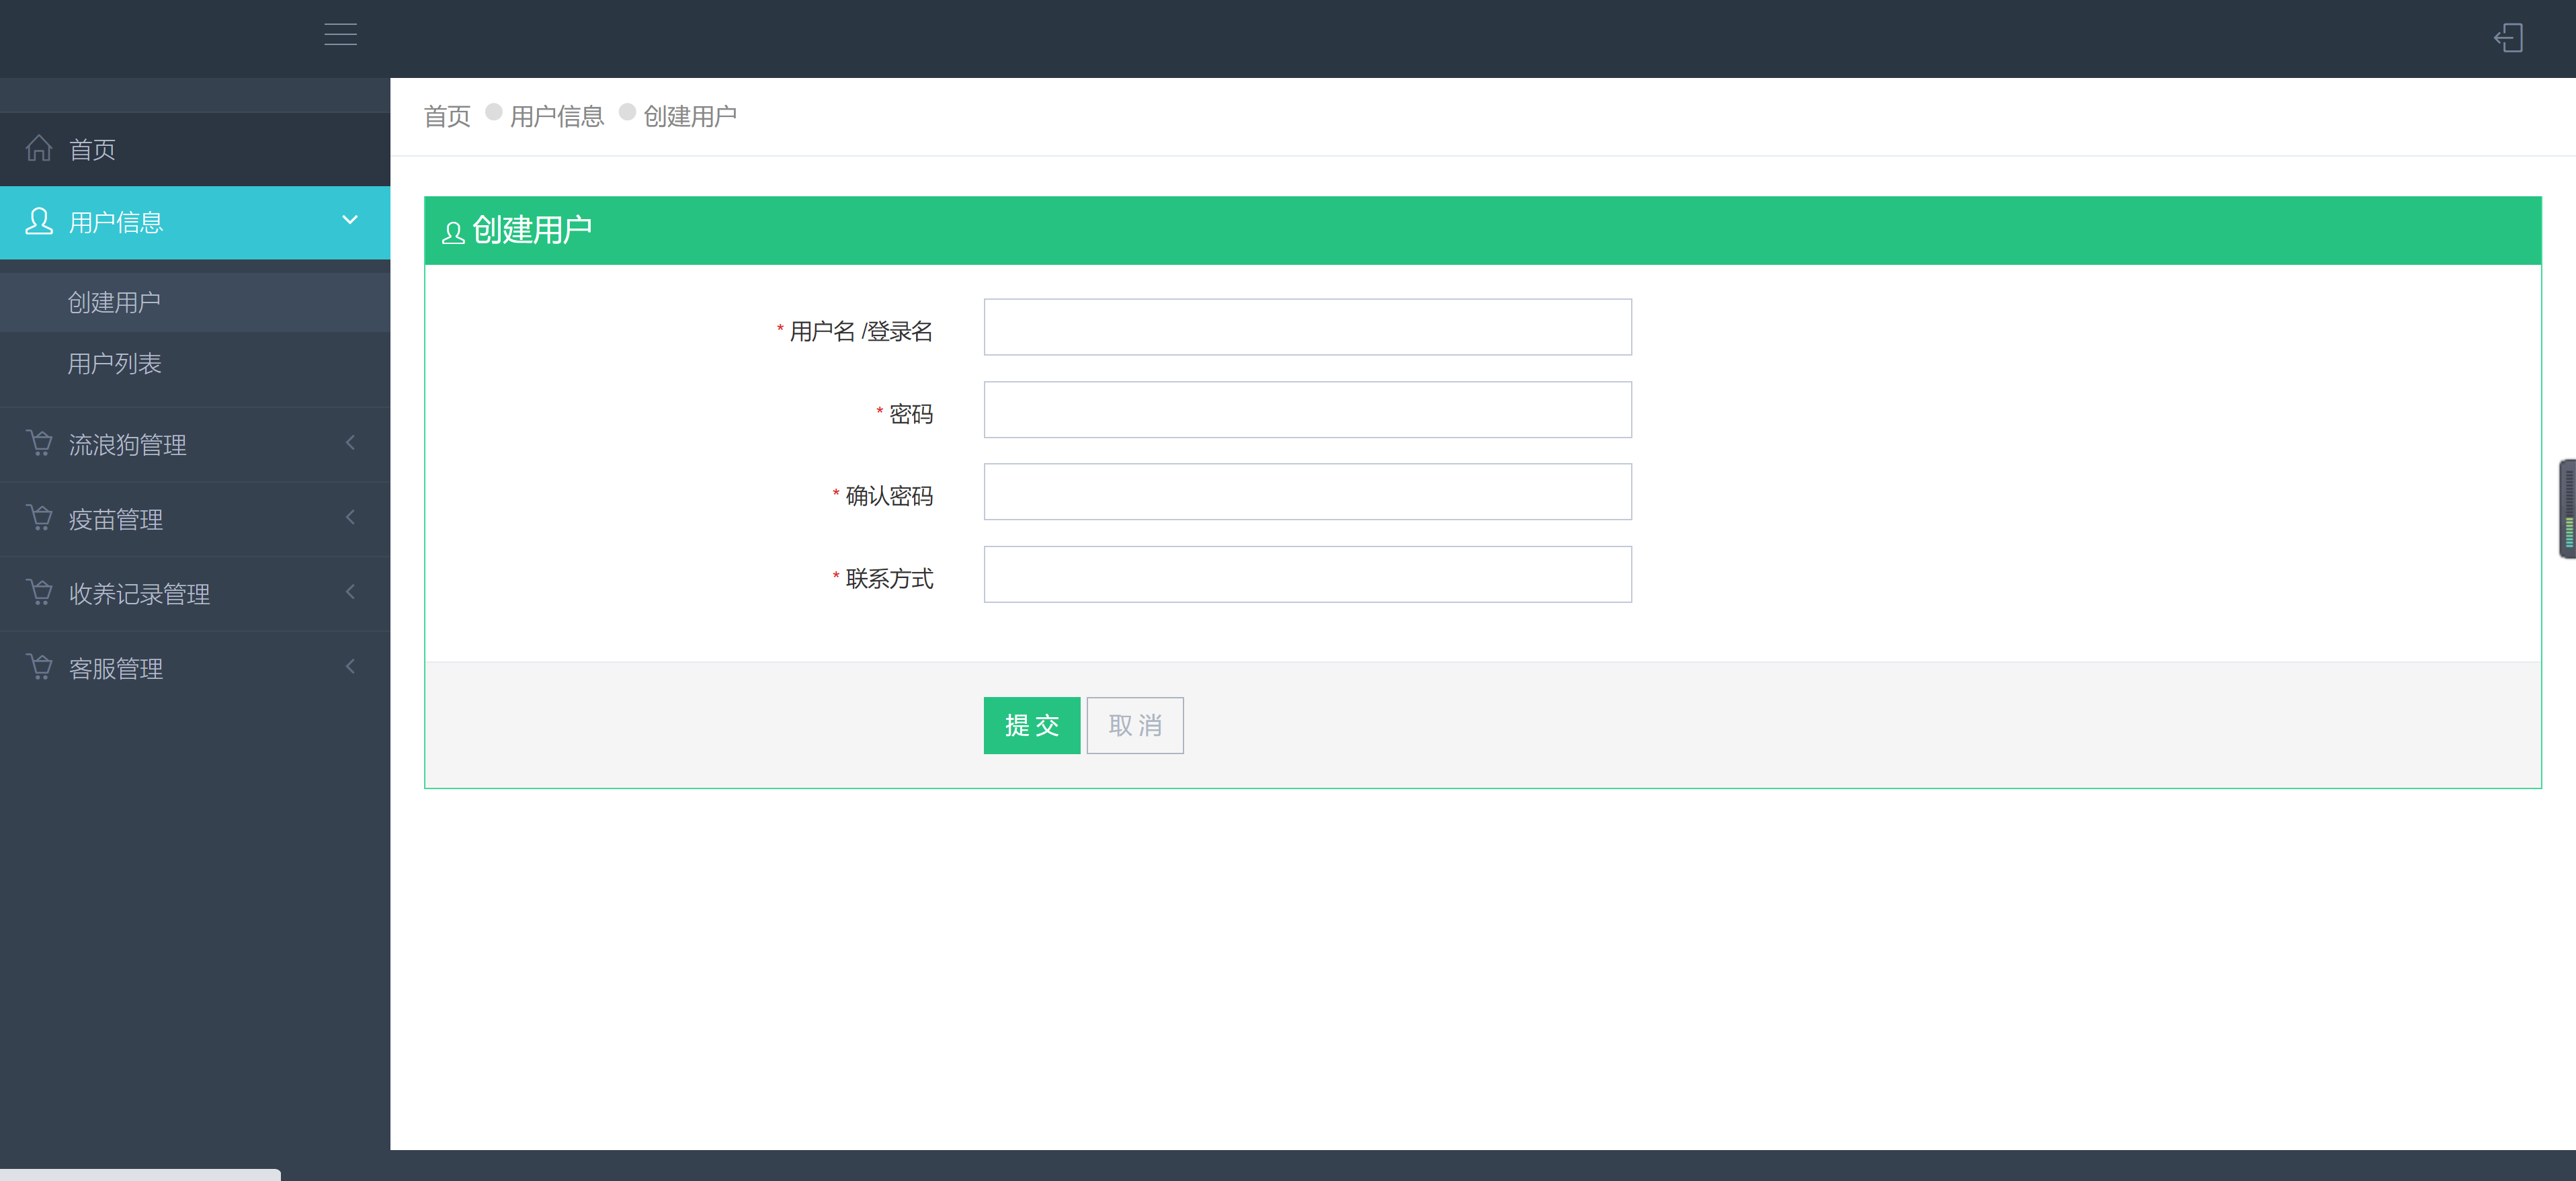 首页 用户信息 创建用户
首页
用户信息
创建用户
用户列表
流浪狗管理
疫苗管理
收养记录管理
客服管理
创建用户
* 用户名 /登录名
* 密码
* 确认密码
* 联系方式
提 交 取 消